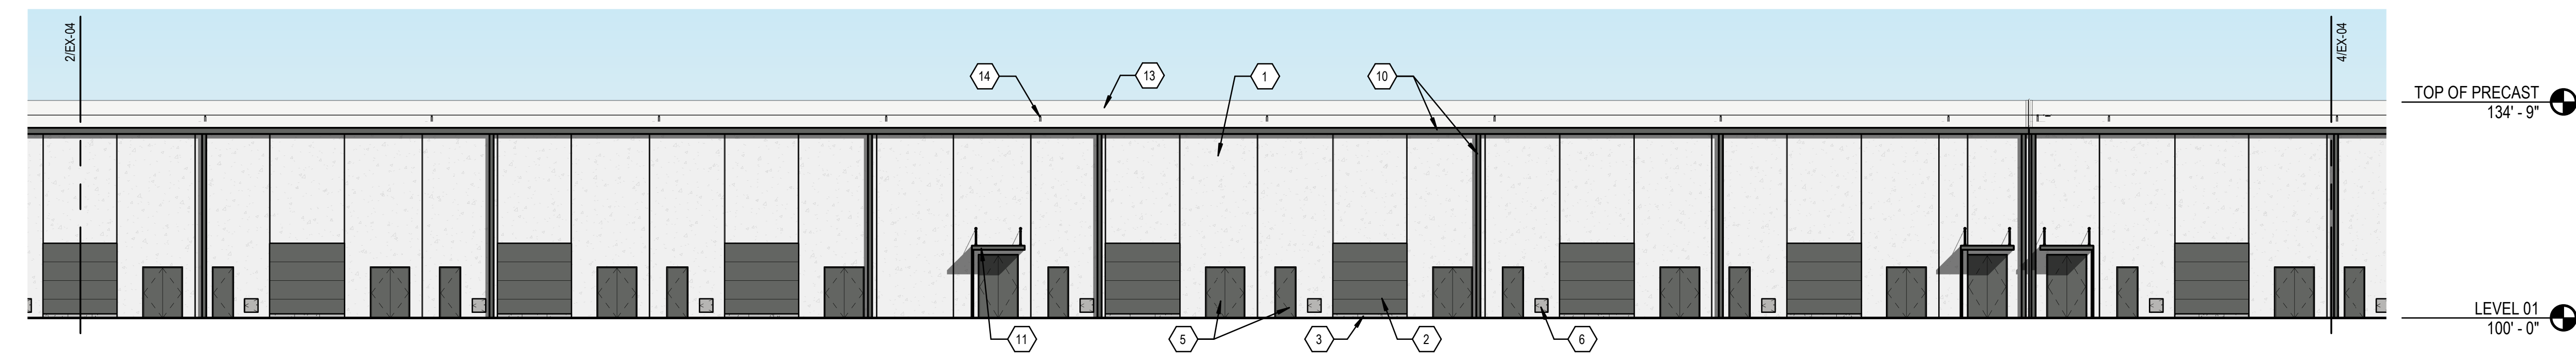 2/EX-04
14
13
1
10
4/EX-04
TOP OF PRECAST
134' - 9"
11
5
3
2
6
LEVEL 01
100' - 0"